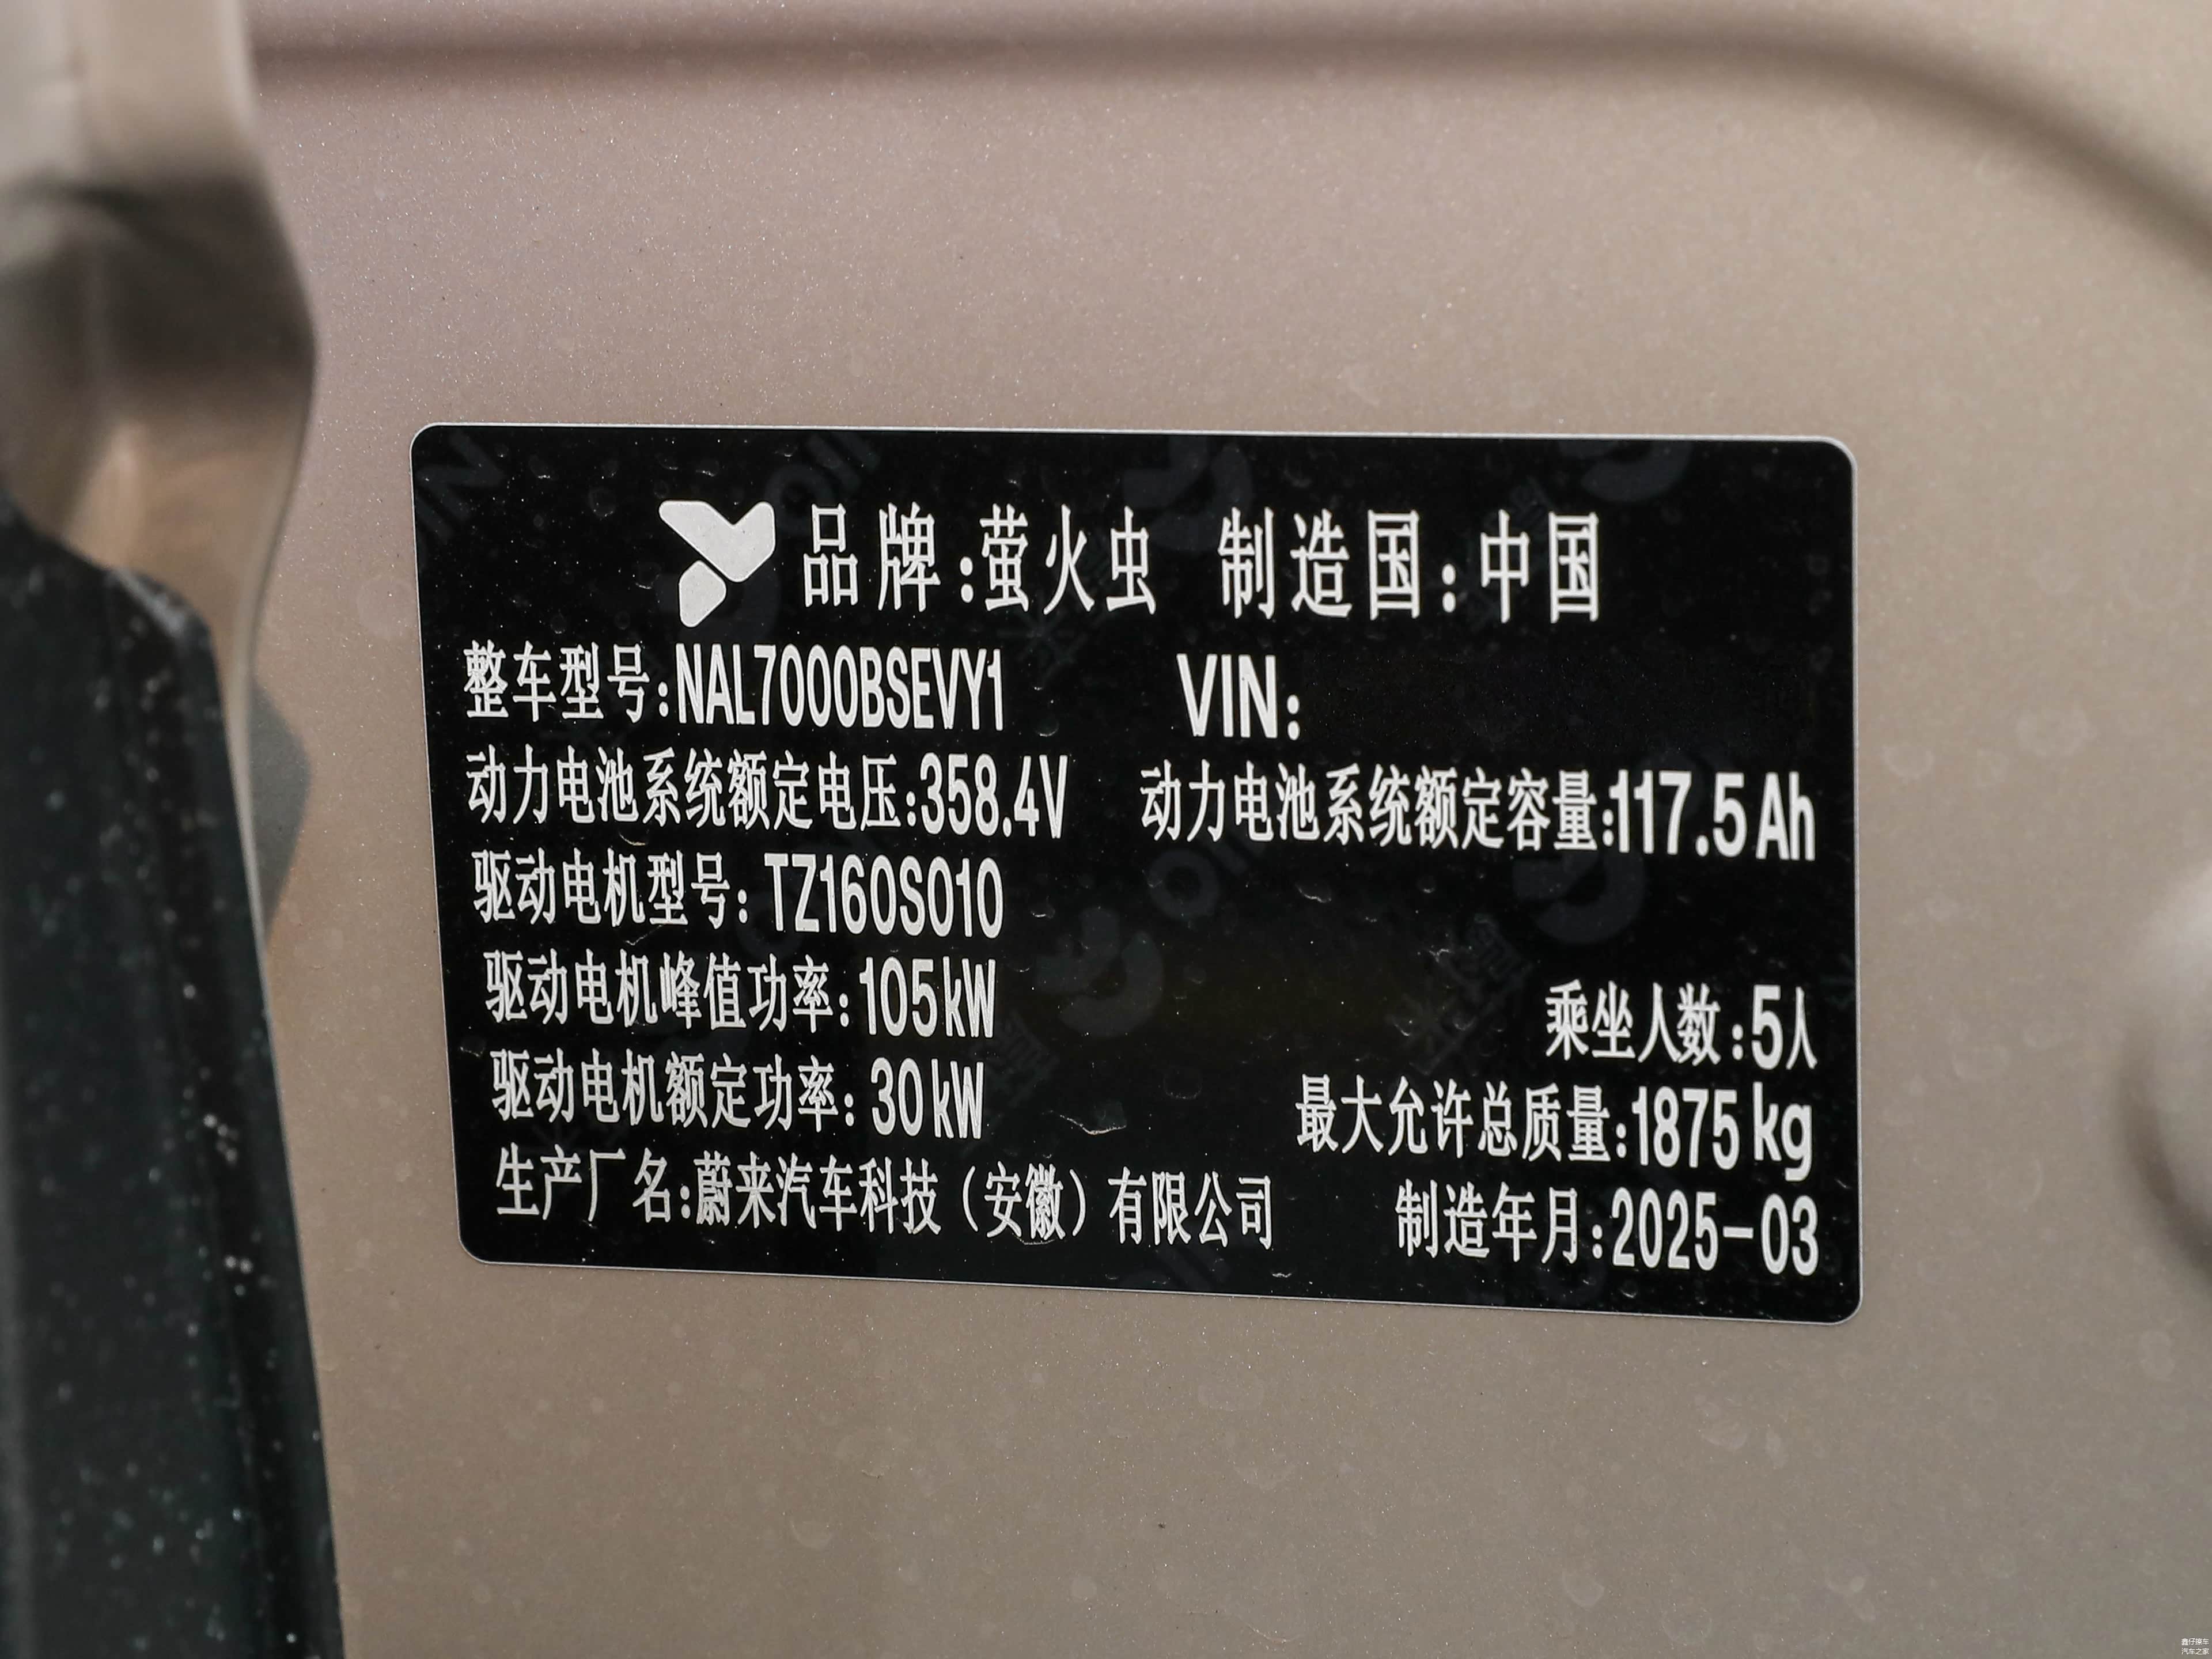 品牌:萤火虫 制造国:中国
整车型号:NAL7000BSEVY1 VIN:
动力电池系统额定电压:358.4V 动力电池系统额定容量:117.5Ah
驱动电机型号: TZ160S010
驱动电机峰值功率: 105kW
乘坐人数:5人
驱动电机额定功率: 30kW
最大允许总质量:1875kg
生产厂名:蔚来汽车科技（安徽）有限公司 制造年月:2025-03
汽车之家